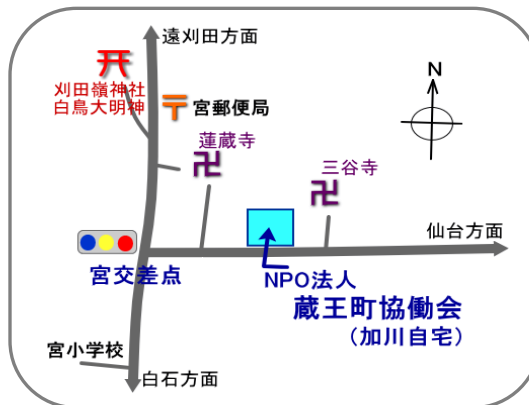 遠刈田方面
刈田嶺神社
白鳥大明神
宮郵便局
N
蓮蔵寺
三谷寺
仙台方面
宮交差点
NPO法人
蔵王町協働会
(加川自宅)
宮小学校
白石方面